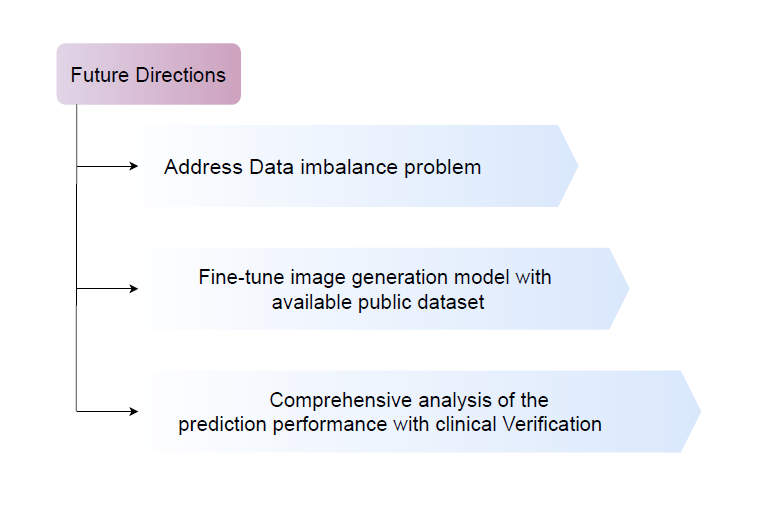 Future Directions
Address Data imbalance problem
Fine-tune image generation model with
available public dataset
Comprehensive analysis of the
prediction performance with clinical Verification